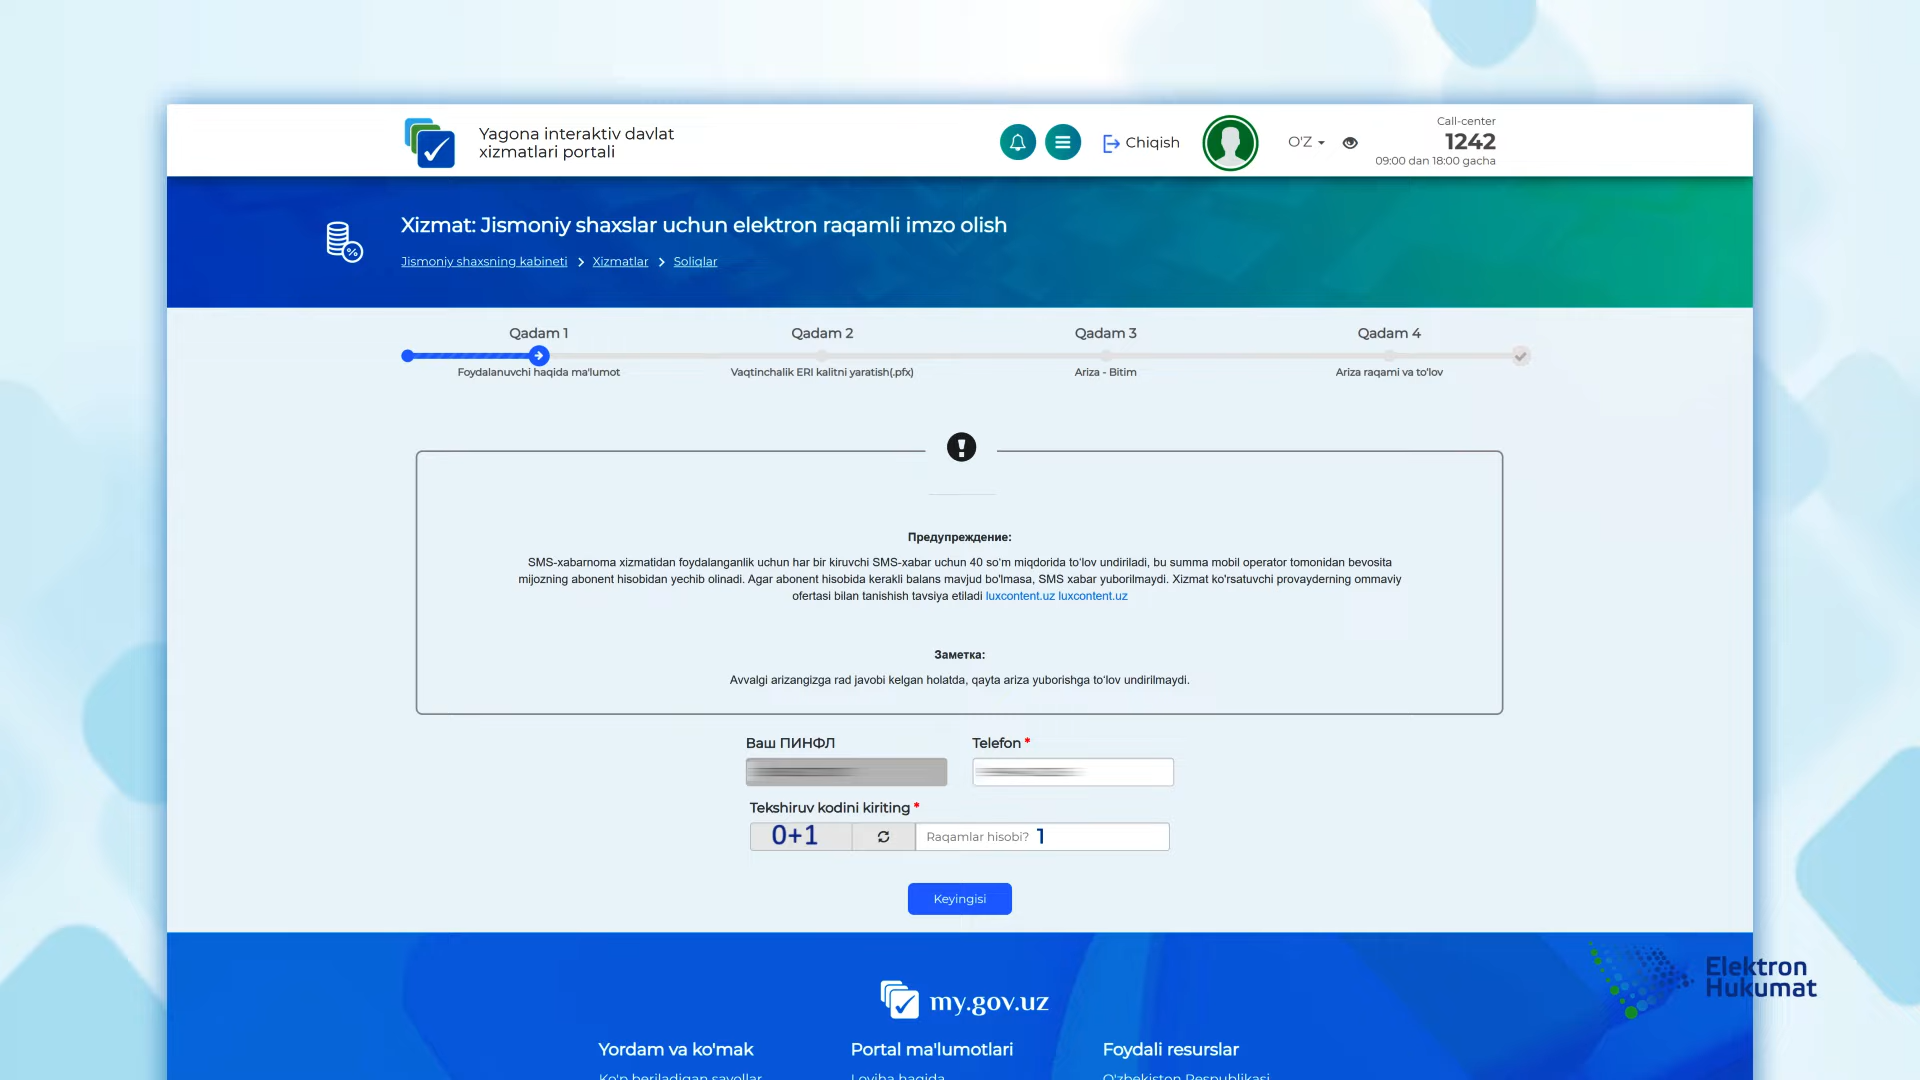 Yagona interaktiv davlat
xizmatlari portali
Chiqish
O'Z
Call-center
1242
09:00 dan 18:00 gacha
Xizmat: Jismoniy shaxslar uchun elektron raqamli imzo olish
Jismoniy shaxsning kabineti > Xizmatlar > Soliqlar
Qadam 1
Qadam 2
Qadam 3
Qadam 4
Foydalanuvchi haqida ma'lumot
Vaqtinchalik ERI kalitni yaratish(.pfx)
Ariza - Bitim
Ariza raqami va to'lov
Предупреждение:
SMS-xabarnoma xizmatidan foydalanganlik uchun har bir kiruvchi SMS-xabar uchun 40 so‘m miqdorida to‘lov undiriladi, bu summa mobil operator tomonidan bevosita
mijozning abonent hisobidan yechib olinadi. Agar abonent hisobida kerakli balans mavjud bo'lmasa, SMS xabar yuborilmaydi. Xizmat ko'rsatuvchi provayderning ommaviy
ofertasi bilan tanishish tavsiya etiladi luxcontent.uz luxcontent.uz
Заметка:
Avvalgi arizangizga rad javobi kelgan holatda, qayta ariza yuborishga to‘lov undirilmaydi.
Ваш ПИНФЛ
Telefon *
Tekshiruv kodini kiriting *
0+1
Raqamlar hisobi? 1
Keyingisi
my.gov.uz
Elektron
Hukumat
Yordam va ko'mak
Portal ma'lumotlari
Foydali resurslar
Ko'p beriladigan savollar
Loyiha haqida
O'zbekiston Respublikasi